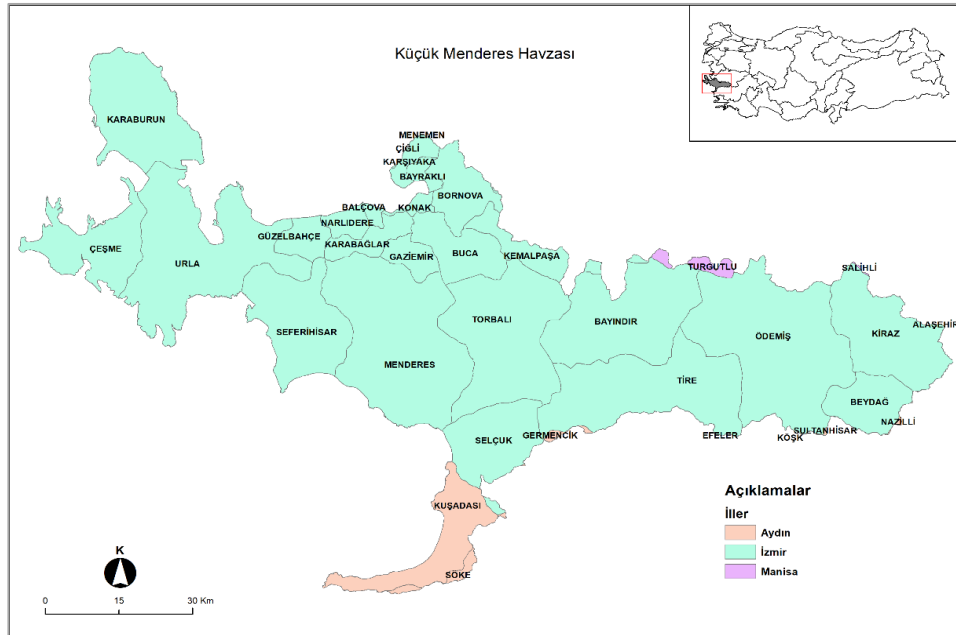 Küçük Menderes Havzası
KARABURUN
MENEMEN
ÇİĞLİ
KARŞIYAKA
BAYRAKLI
BORNOVA
BALÇOVA
KONAK
NARLIDERE
GÜZELBAHÇE
KARABAĞLAR
ÇEŞME
URLA
GAZİEMİR
BUCA
KEMALPAŞA
TURGUTLU
SALİHLİ
SEFERİHİSAR
TORBALI
BAYINDIR
ÖDEMİŞ
KİRAZ
ALAŞEHİR
MENDERES
TİRE
BEYDAĞ
NAZİLLİ
SELÇUK
GERMENCİK
EFELER
KÖŞK
SULTANHİSAR
KUŞADASI
SÖKE
Açıklamalar
İller
Aydın
İzmir
Manisa
K
0 15 30 Km